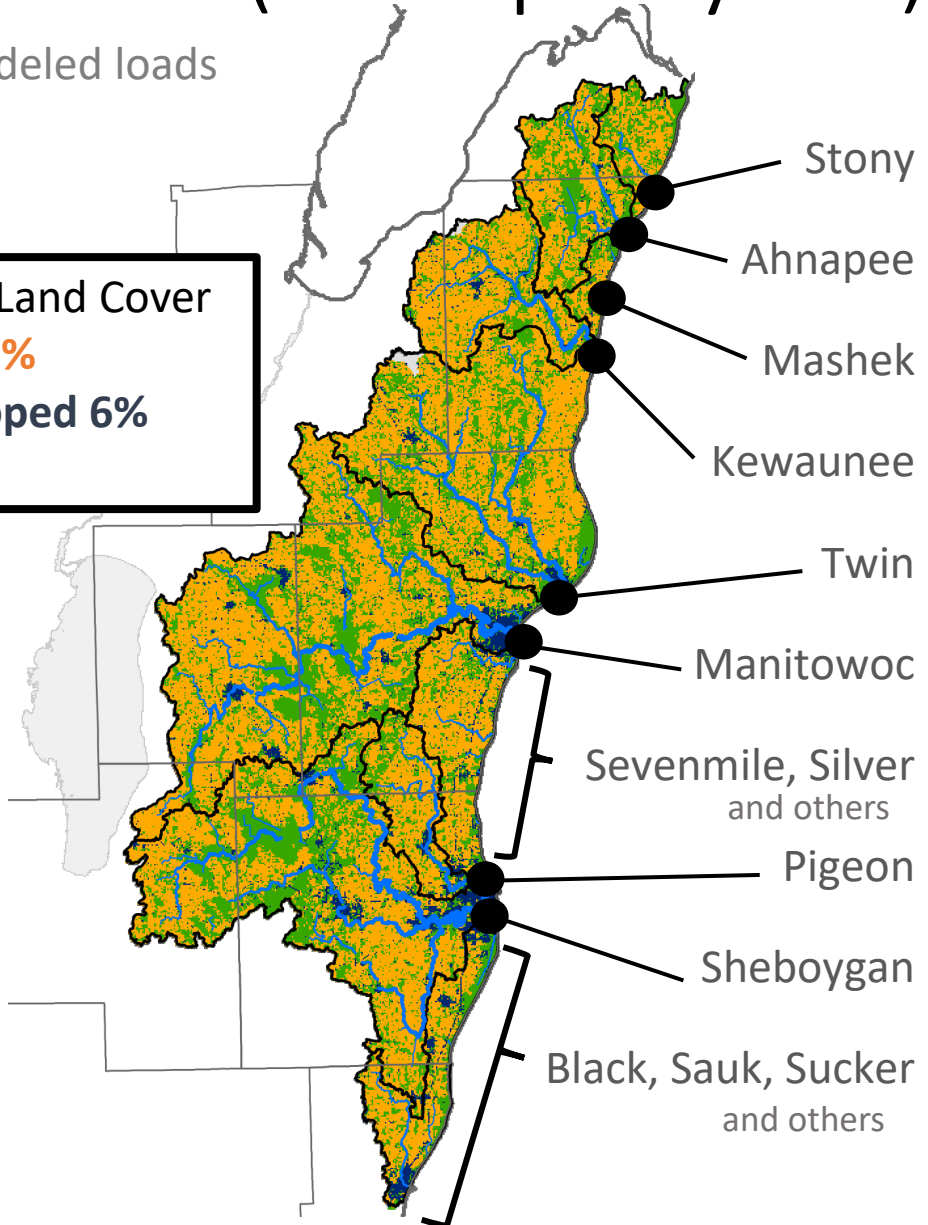 deled loads
Land Cover
%
ped 6%
Stony
Ahnapee
Mashek
Kewaunee
Twin
Manitowoc
Sevenmile, Silver
and others
Pigeon
Sheboygan
Black, Sauk, Sucker
and others